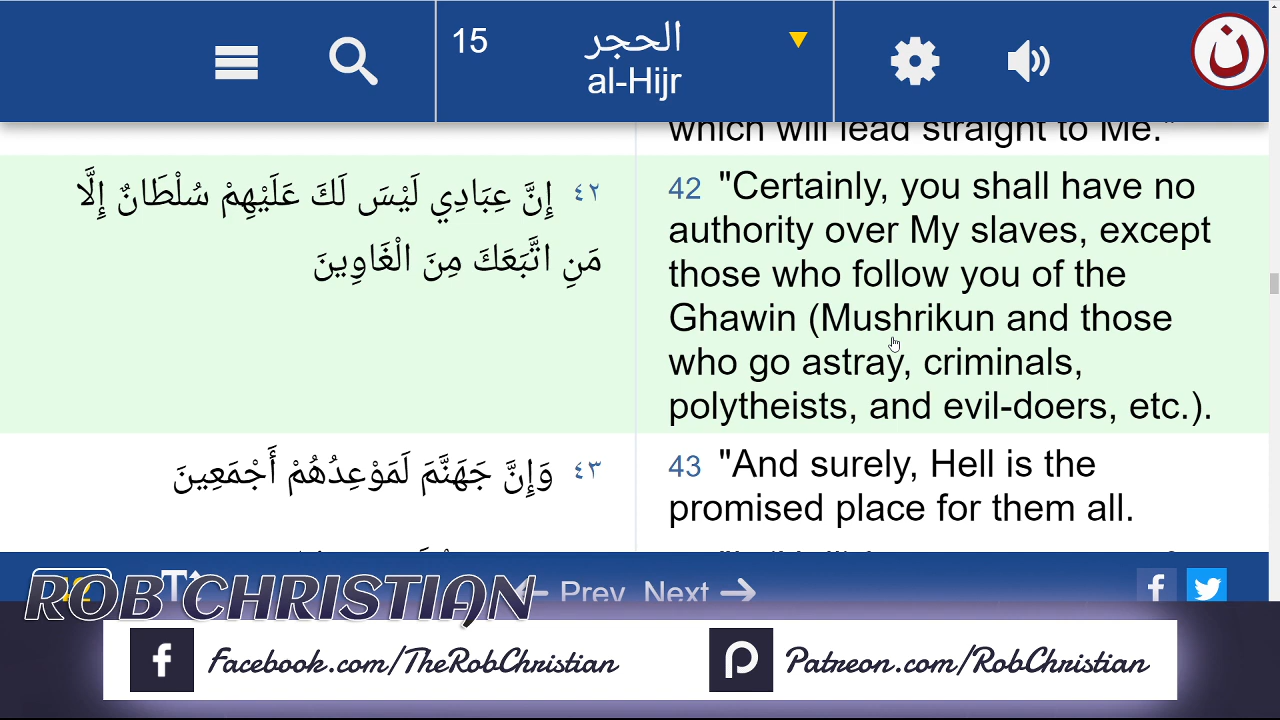 15
الحجر
al-Hijr
ن
which will lead straight to Me."
٤٢ إِنَّ عِبَادِي لَيْسَ لَكَ عَلَيْهِمْ سُلْطَانٌ إِلَّا
مَنِ اتَّبَعَكَ مِنَ الْغَاوِينَ
42 "Certainly, you shall have no
authority over My slaves, except
those who follow you of the
Ghawin (Mushrikun and those
who go astray, criminals,
polytheists, and evil-doers, etc.).
٤٣ وَإِنَّ جَهَنَّمَ لَمَوْعِدُهُمْ أَجْمَعِينَ
43 "And surely, Hell is the
promised place for them all.
Prev Next
ROB CHRISTIAN
Facebook.com/TheRobChristian
Patreon.com/RobChristian